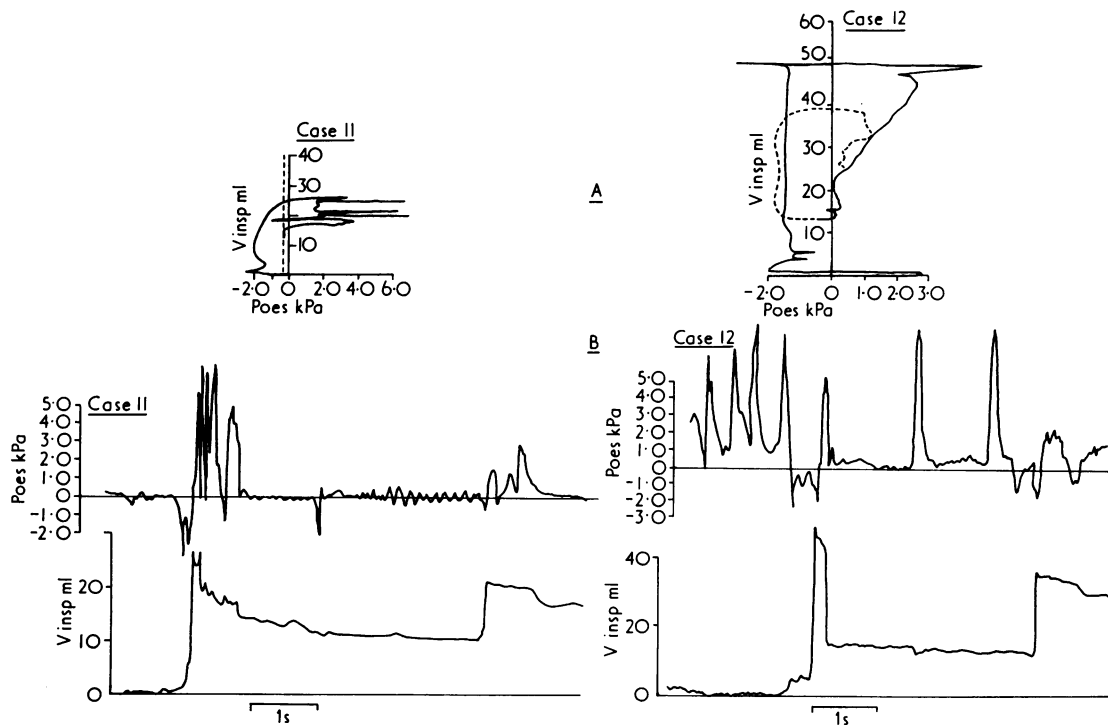 Case 11
40
30
10
V insp ml
-2.0 0 2.0 4.0 6.0
Poes kPa
A
Case 12
60
50
40
30
20
10
V insp ml
-2.0 0 1.0 2.0 3.0
Poes kPa
B
Case 11
5.0
4.0
3.0
2.0
1.0
0
-1.0
-2.0
Poes kPa
20
10
0
V insp ml
1s
Case 12
5.0
4.0
3.0
2.0
1.0
0
-1.0
-2.0
-3.0
Poes kPa
40
20
0
V insp ml
1s